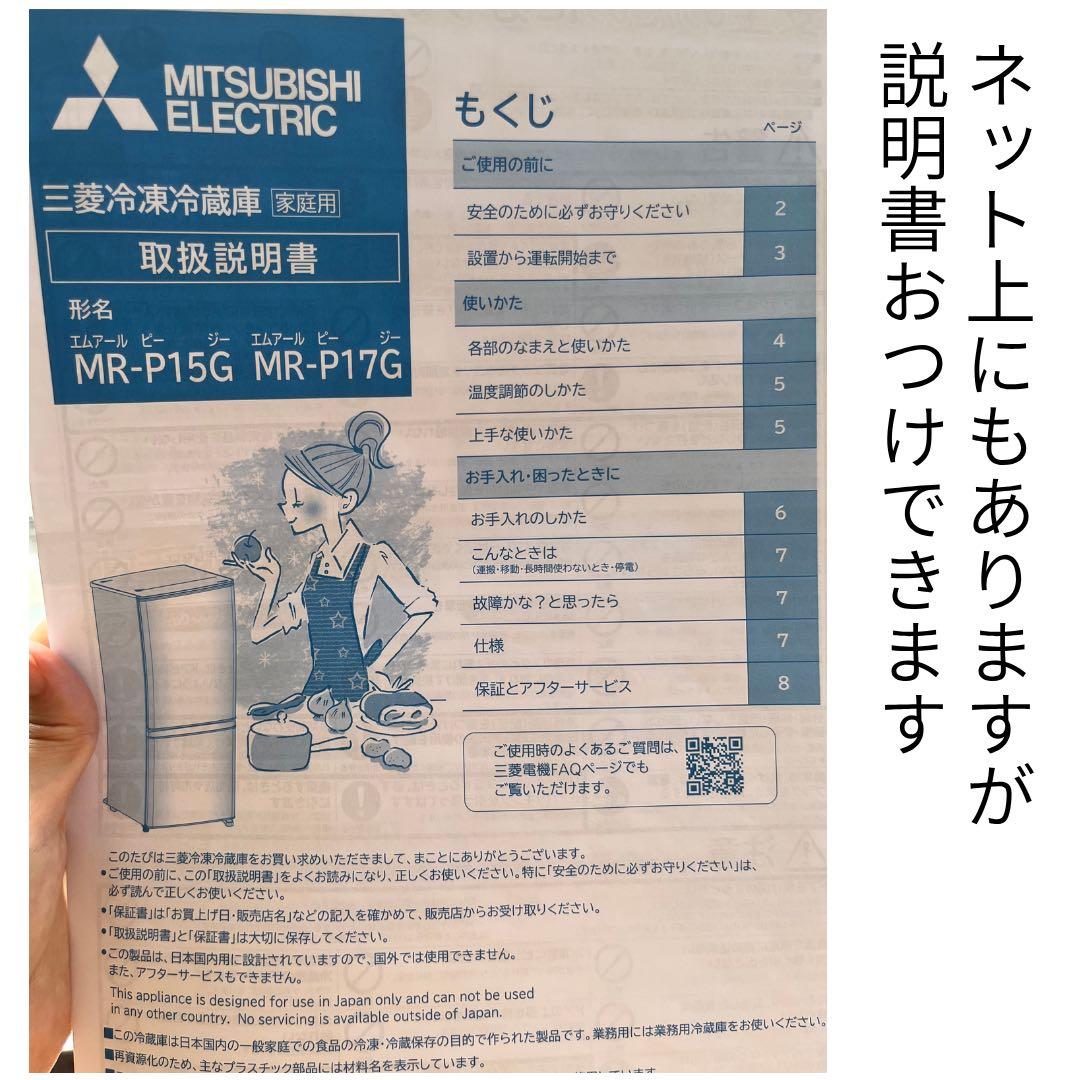 ネット上にもありますが
説明書おつけできます
MITSUBISHI
ELECTRIC
三菱冷凍冷蔵庫 家庭用
取扱説明書
形名
エムアール ピー ジー エムアール ピー ジー
MR-P15G MR-P17G
もくじ
ページ
ご使用の前に
安全のために必ずお守りください 2
設置から運転開始まで 3
使いかた
各部のなまえと使いかた 4
温度調節のしかた 5
上手な使いかた 5
お手入れ・困ったときに
お手入れのしかた 6
こんなときは 7
(運搬・移動・長時間使わないとき・停電)
故障かな?と思ったら 7
仕様 7
保証とアフターサービス 8
ご使用時のよくあるご質問は、
三菱電機FAQページでも
ご覧いただけます。
このたびは三菱冷凍冷蔵庫をお買い求めいただきまして、まことにありがとうございます。
●ご使用の前に、この「取扱説明書」をよくお読みになり、正しくお使いください。特に「安全のために必ずお守りください」は、
必ず読んで正しくお使いください。
●「保証書」は「お買上げ日・販売店名」などの記入を確かめて、販売店からお受け取りください。
●「取扱説明書」と「保証書」は大切に保存してください。
●この製品は、日本国内用に設計されていますので、国外では使用できません。
また、アフターサービスもできません。
This appliance is designed for use in Japan only and can not be used
in any other country. No servicing is available outside of Japan.
■この冷蔵庫は日本国内の一般家庭での食品の冷凍・冷蔵保存の目的で作られた製品です。業務用には業務用冷蔵庫をお使いください。
■再資源化のため、主なプラスチック部品には材料名を表示しています。